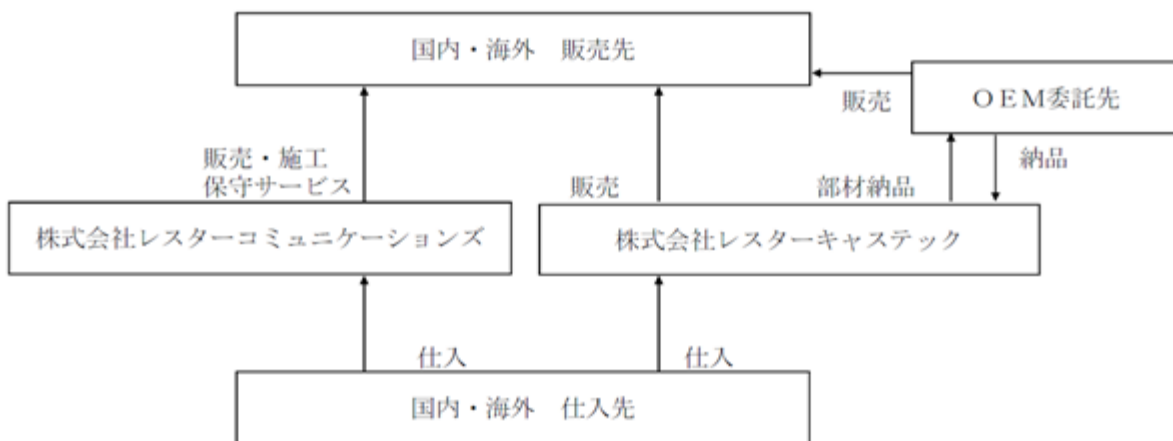 国内・海外　販売先
販売
ＯＥＭ委託先
販売・施工
保守サービス
販売
部材納品
納品
株式会社レスターコミュニケーションズ
株式会社レスターキャステック
仕入
仕入
国内・海外　仕入先